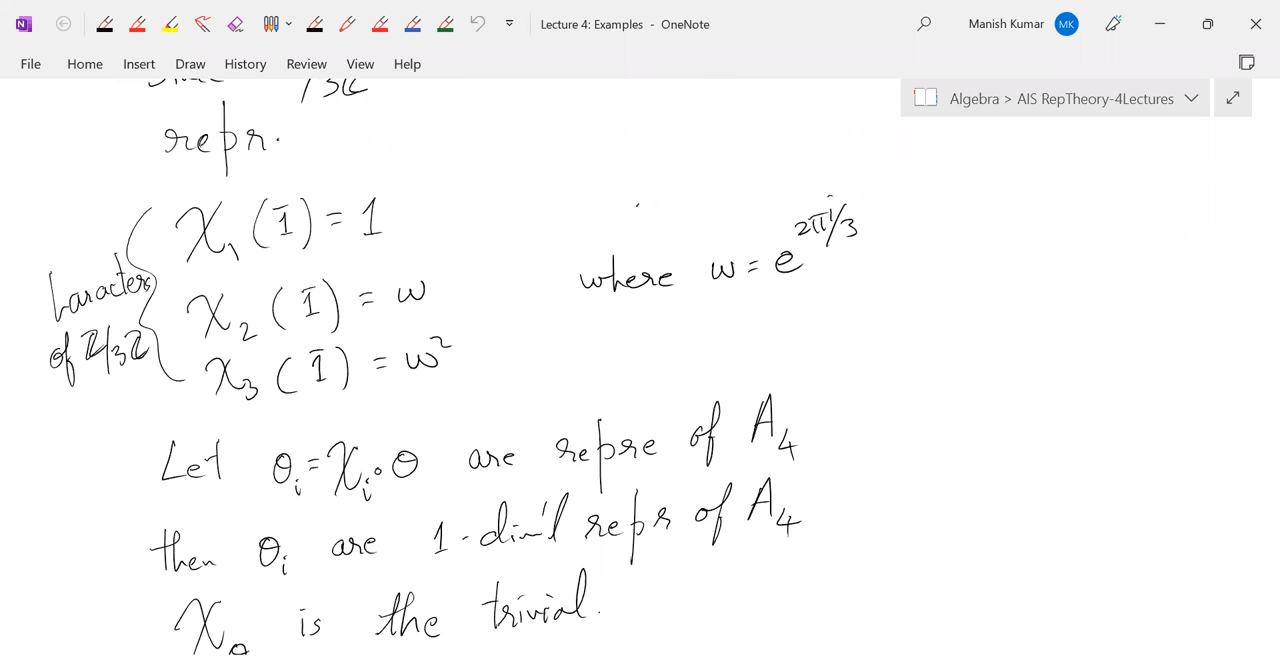 Lecture 4: Examples - OneNote
Manish Kumar
MK
File Home Insert Draw History Review View Help
Algebra > AIS RepTheory-4Lectures
repr.
χ₁ (1̄) = 1
where ω = e^{2πi/3}
haracters
χ₂ (1̄) = ω
of ℤ/3ℤ
χ₃ (1̄) = ω²
Let θᵢ = χᵢ∘θ are repre of A₄
then θᵢ are 1-dim'l repr of A₄
χ_θ is the trivial.